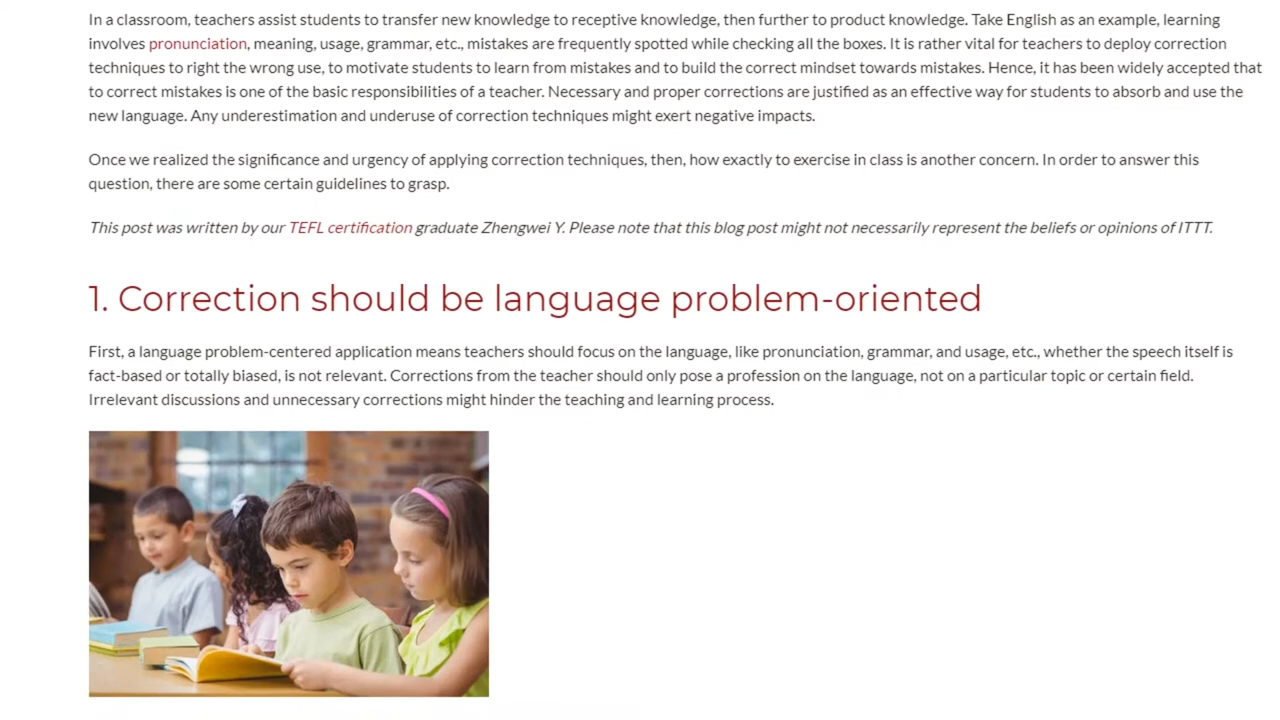 In a classroom, teachers assist students to transfer new knowledge to receptive knowledge, then further to product knowledge. Take English as an example, learning
involves pronunciation, meaning, usage, grammar, etc., mistakes are frequently spotted while checking all the boxes. It is rather vital for teachers to deploy correction
techniques to right the wrong use, to motivate students to learn from mistakes and to build the correct mindset towards mistakes. Hence, it has been widely accepted that
to correct mistakes is one of the basic responsibilities of a teacher. Necessary and proper corrections are justified as an effective way for students to absorb and use the
new language. Any underestimation and underuse of correction techniques might exert negative impacts.
Once we realized the significance and urgency of applying correction techniques, then, how exactly to exercise in class is another concern. In order to answer this
question, there are some certain guidelines to grasp.
This post was written by our TEFL certification graduate Zhengwei Y. Please note that this blog post might not necessarily represent the beliefs or opinions of ITTT.
1. Correction should be language problem-oriented
First, a language problem-centered application means teachers should focus on the language, like pronunciation, grammar, and usage, etc., whether the speech itself is
fact-based or totally biased, is not relevant. Corrections from the teacher should only pose a profession on the language, not on a particular topic or certain field.
Irrelevant discussions and unnecessary corrections might hinder the teaching and learning process.